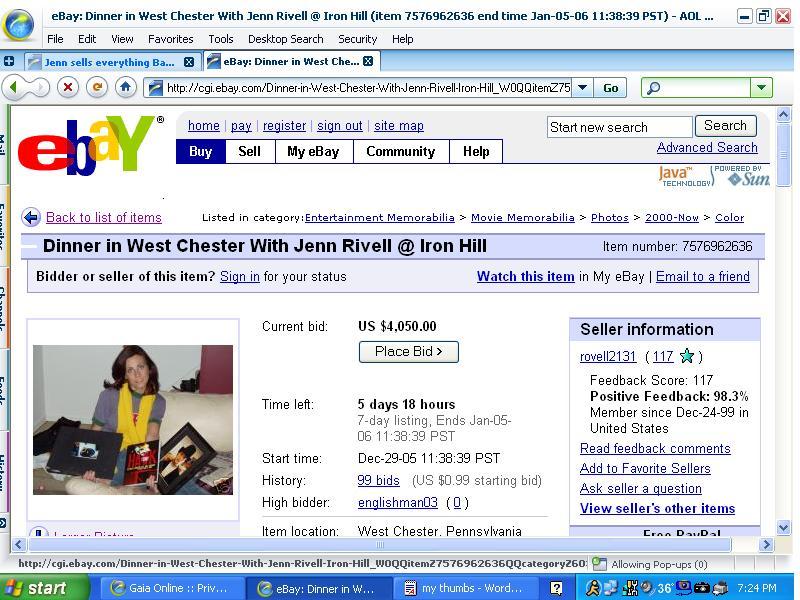 eBay: Dinner in West Chester With Jenn Rivell @ Iron Hill (item 7576962636 end time Jan-05-06 11:38:39 PST) - AOL ...
File Edit View Favorites Tools Desktop Search Security Help
Jenn sells everything Ba... eBay: Dinner in West Che...
http://cgi.ebay.com/Dinner-in-West-Chester-With-Jenn-Rivell-Iron-Hill_W0QQitemZ75 Go
ebay®
home | pay | register | sign out | site map
Start new search Search
Buy Sell My eBay Community Help
Advanced Search
Java™ TECHNOLOGY POWERED BY Sun
Back to list of items Listed in category:Entertainment Memorabilia > Movie Memorabilia > Photos > 2000-Now > Color
Dinner in West Chester With Jenn Rivell @ Iron Hill Item number: 7576962636
Bidder or seller of this item? Sign in for your status Watch this item in My eBay | Email to a friend
Current bid: US $4,050.00
Place Bid >
Time left: 5 days 18 hours
7-day listing, Ends Jan-05-
06 11:38:39 PST
Start time: Dec-29-05 11:38:39 PST
History: 99 bids (US $0.99 starting bid)
High bidder: englishman03 ( 0 )
Item location: West Chester, Pennsylvania
Larger Picture
Seller information
rovell2131 ( 117 )
Feedback Score: 117
Positive Feedback: 98.3%
Member since Dec-24-99 in
United States
Read feedback comments
Add to Favorite Sellers
Ask seller a question
View seller's other items
Free PayPal
Mail
Favorites
Channels
Feeds
History
http://cgi.ebay.com/Dinner-in-West-Chester-With-Jenn-Rivell-Iron-Hill_W0QQitemZ7576962636QQcategoryZ60 Allowing Pop-ups (0)
start Gaia Online :: Priv... eBay: Dinner in W... my thumbs - Word... 36° 7:24 PM